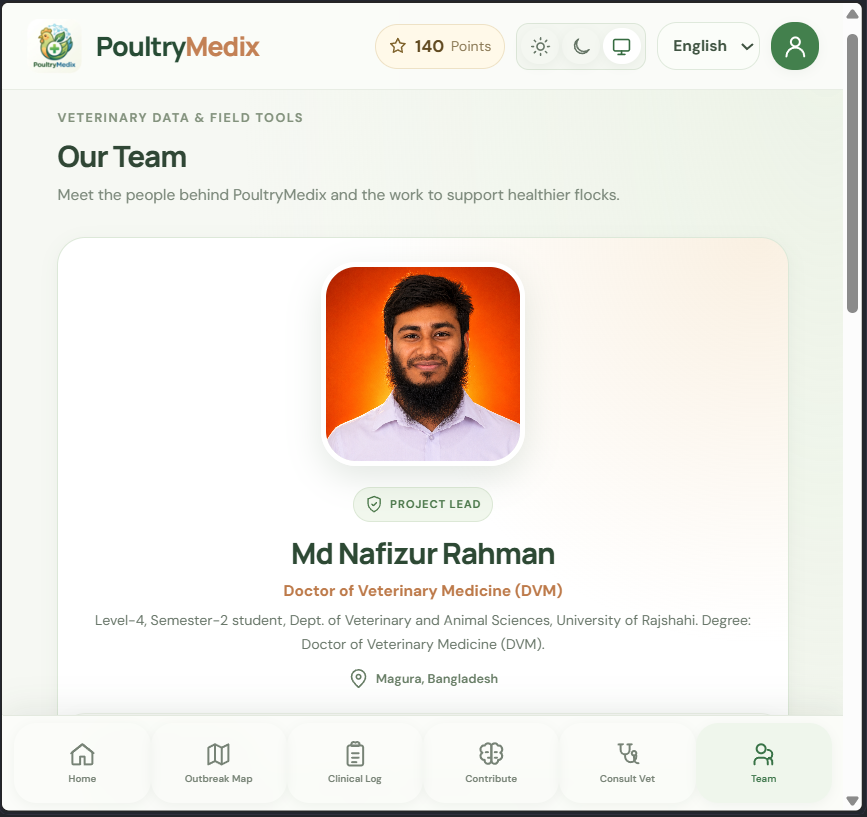 PoultryMedix
PoultryMedix
140 Points
English
VETERINARY DATA & FIELD TOOLS
Our Team
Meet the people behind PoultryMedix and the work to support healthier flocks.
PROJECT LEAD
Md Nafizur Rahman
Doctor of Veterinary Medicine (DVM)
Level-4, Semester-2 student, Dept. of Veterinary and Animal Sciences, University of Rajshahi. Degree:
Doctor of Veterinary Medicine (DVM).
Magura, Bangladesh
Home
Outbreak Map
Clinical Log
Contribute
Consult Vet
Team